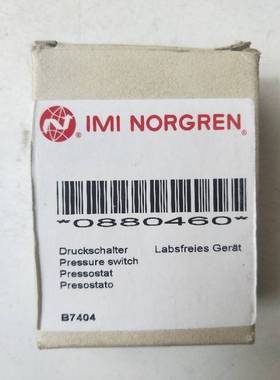 IMI NORGREN®
*0880460*
Druckschalter Labsfreies Gerät
Pressure switch
Pressostat
Presostato
B7404